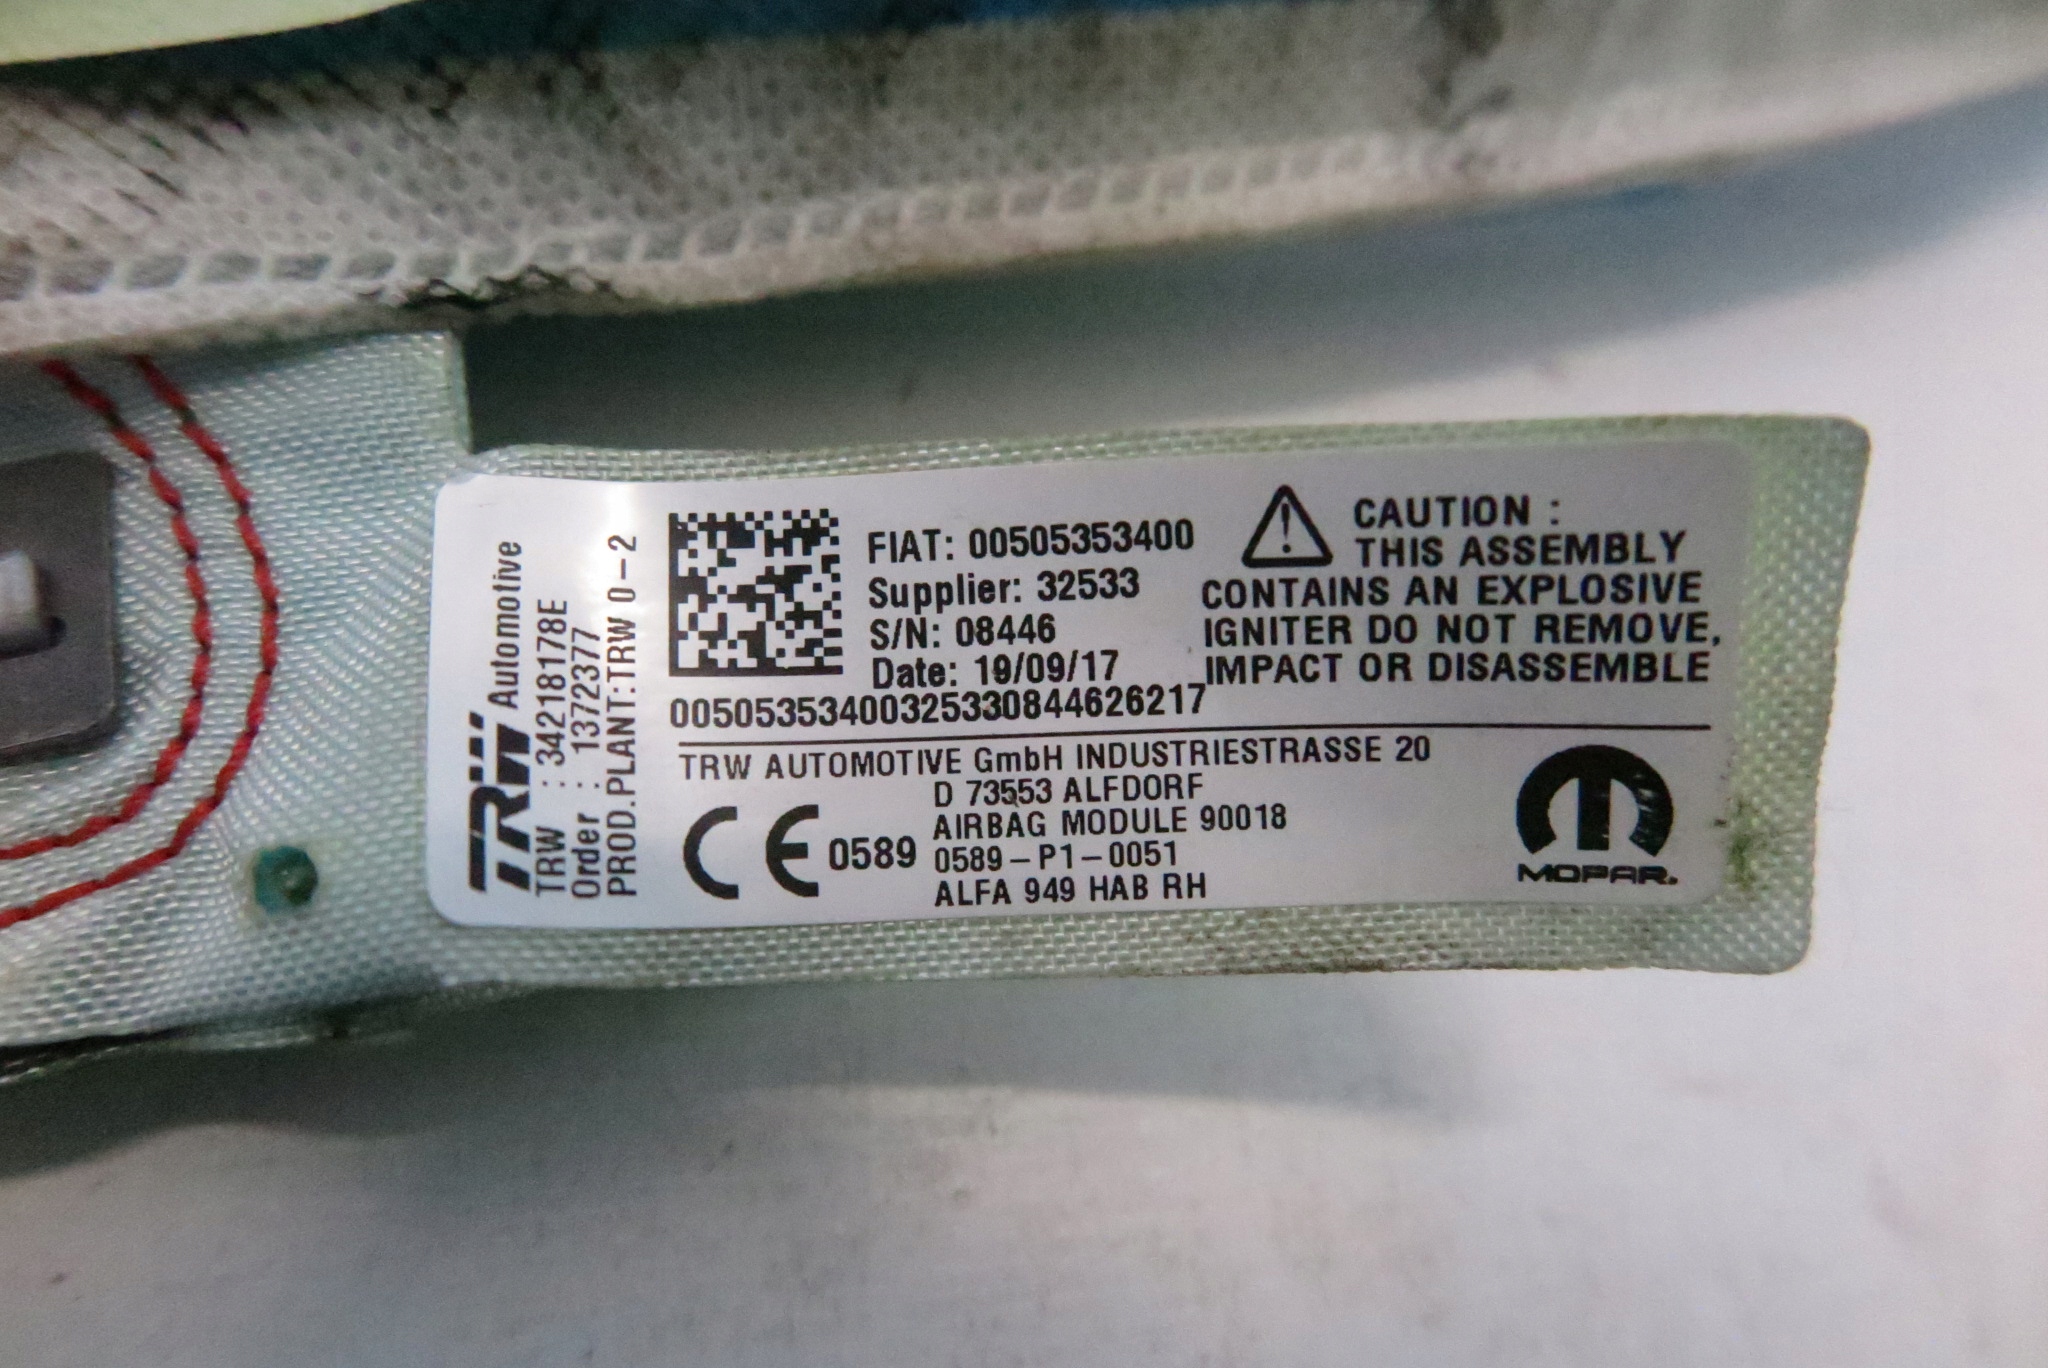 TRW Automotive
TRW : 34218178E
Order : 1372377
PROD.PLANT:TRW 0-2
FIAT: 00505353400
Supplier: 32533
S/N: 08446
Date: 19/09/17
00505353400325330844626217
CAUTION :
THIS ASSEMBLY
CONTAINS AN EXPLOSIVE
IGNITER DO NOT REMOVE,
IMPACT OR DISASSEMBLE
TRW AUTOMOTIVE GmbH INDUSTRIESTRASSE 20
D 73553 ALFDORF
AIRBAG MODULE 90018
CE 0589 0589-P1-0051
ALFA 949 HAB RH
MOPAR.